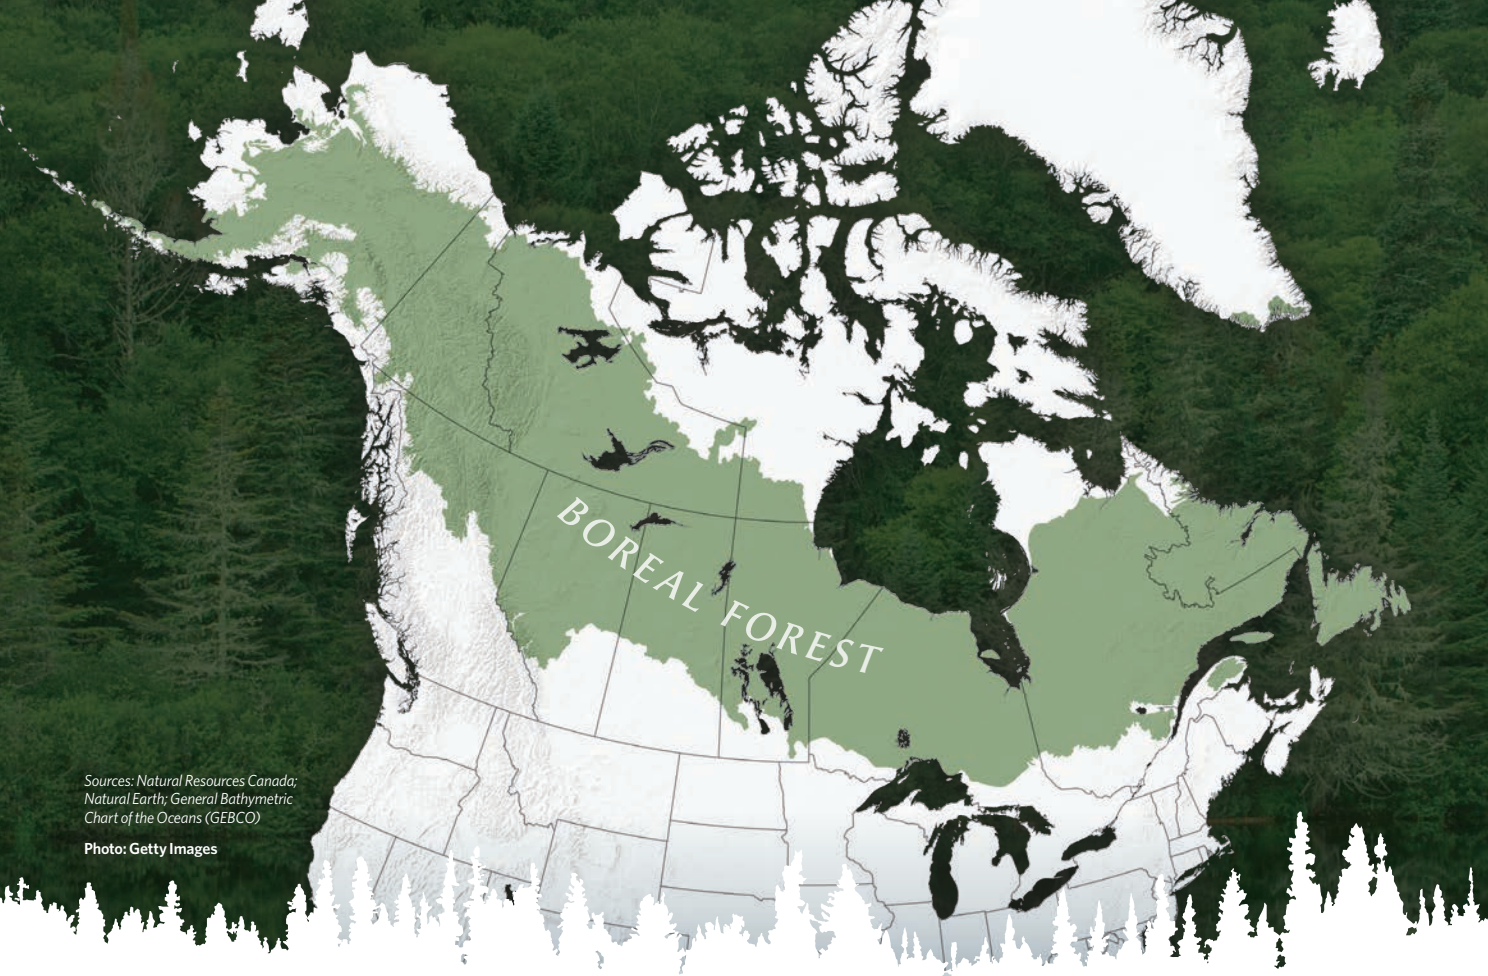 BOREAL FOREST
Sources: Natural Resources Canada;
Natural Earth; General Bathymetric
Chart of the Oceans (GEBCO)
Photo: Getty Images